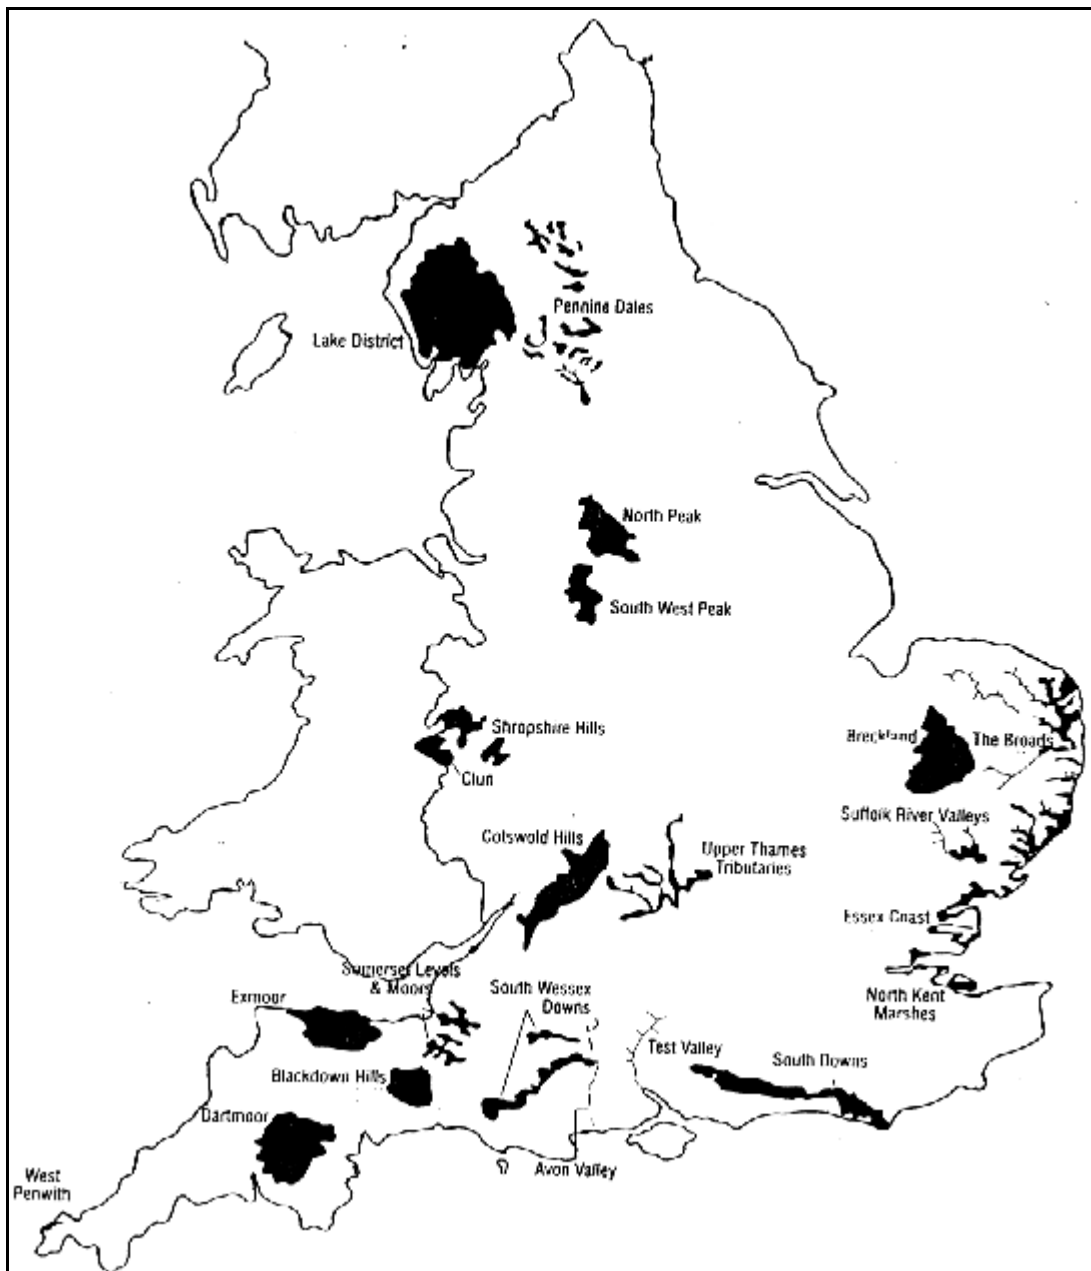 Pennine Dales
Lake District
North Peak
South West Peak
Shropshire Hills
Clun
Breckland
The Broads
Suffolk River Valleys
Cotswold Hills
Upper Thames
Tributaries
Essex Coast
Somerset Levels
& Moors
Exmoor
South Wessex
Downs
North Kent
Marshes
Test Valley
South Downs
Blackdown Hills
Dartmoor
Avon Valley
West
Penwith